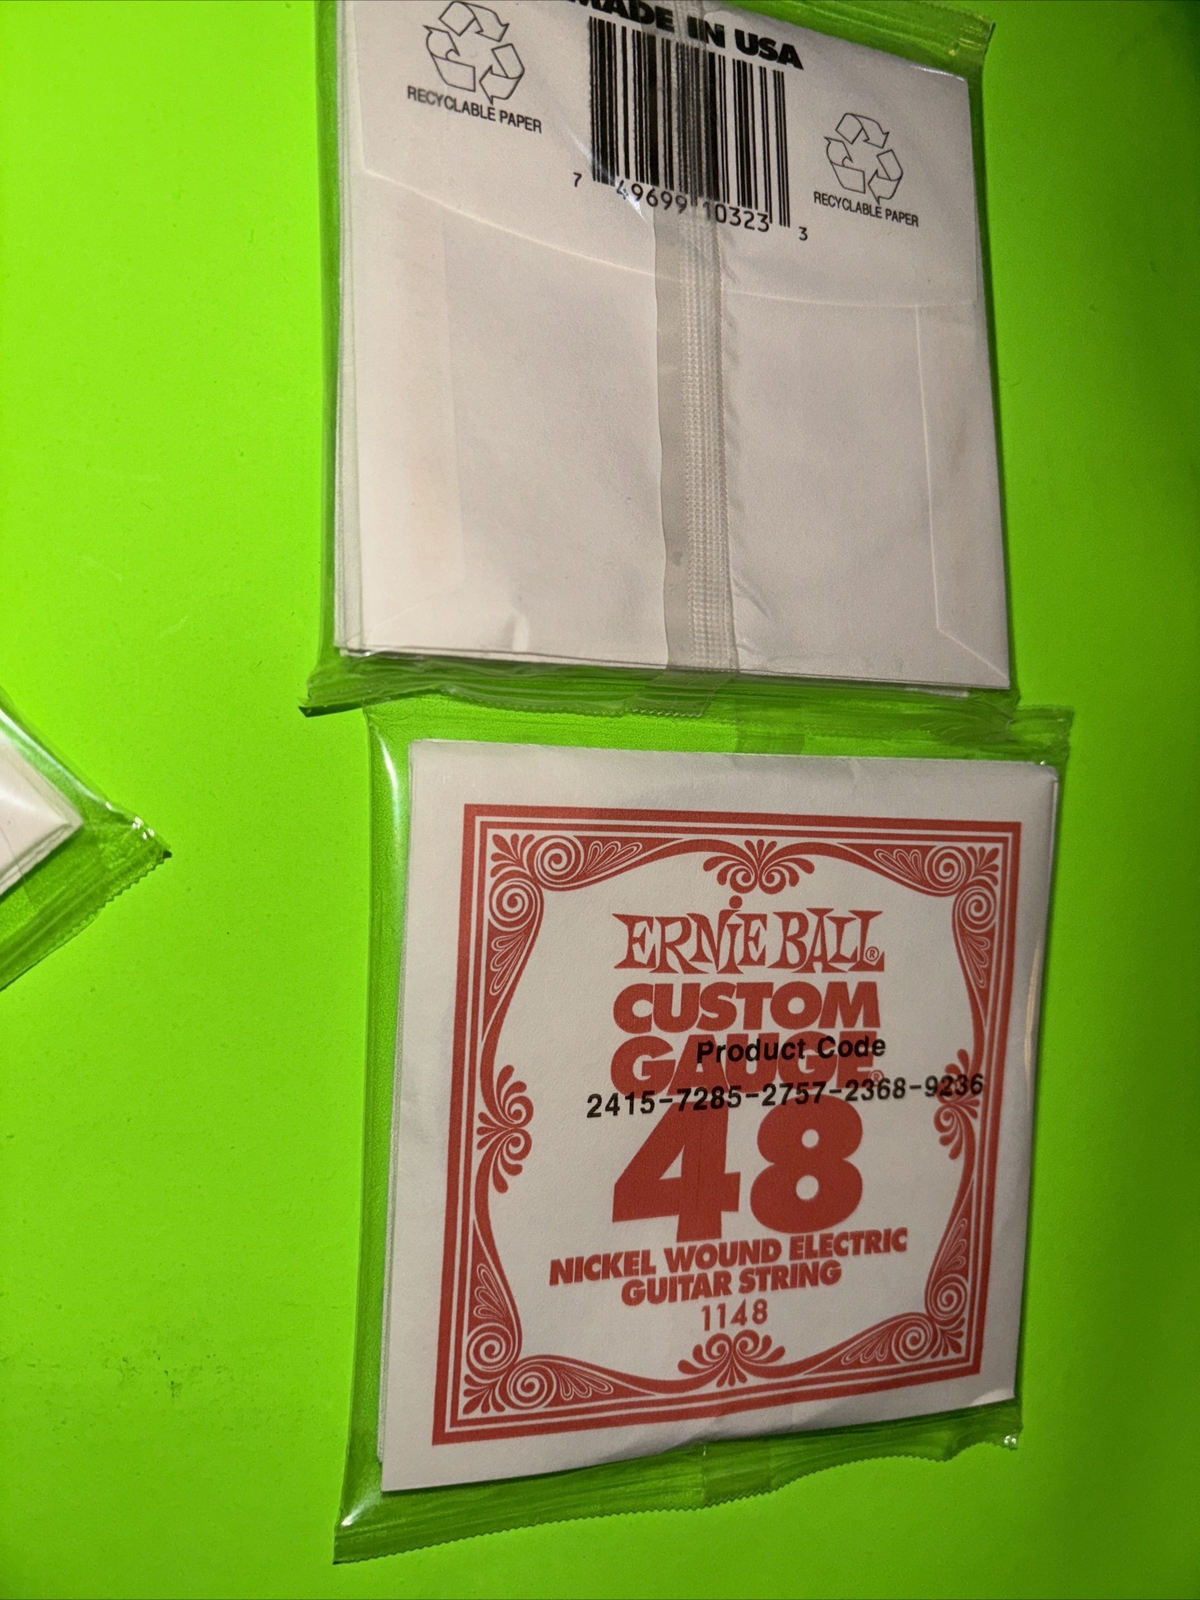 MADE IN USA
RECYCLABLE PAPER
7 49699 10323 3
RECYCLABLE PAPER
ERNIE BALL®
CUSTOM
GAUGE®
Product Code
2415-7285-2757-2368-9236
48
NICKEL WOUND ELECTRIC
GUITAR STRING
1148